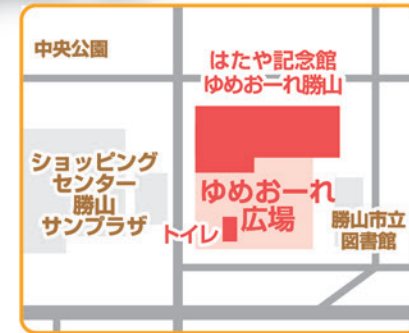 中央公園
はたや記念館
ゆめおーれ勝山
ショッピング
センター
勝山
サンプラザ
ゆめおーれ
広場
トイレ
勝山市立
図書館